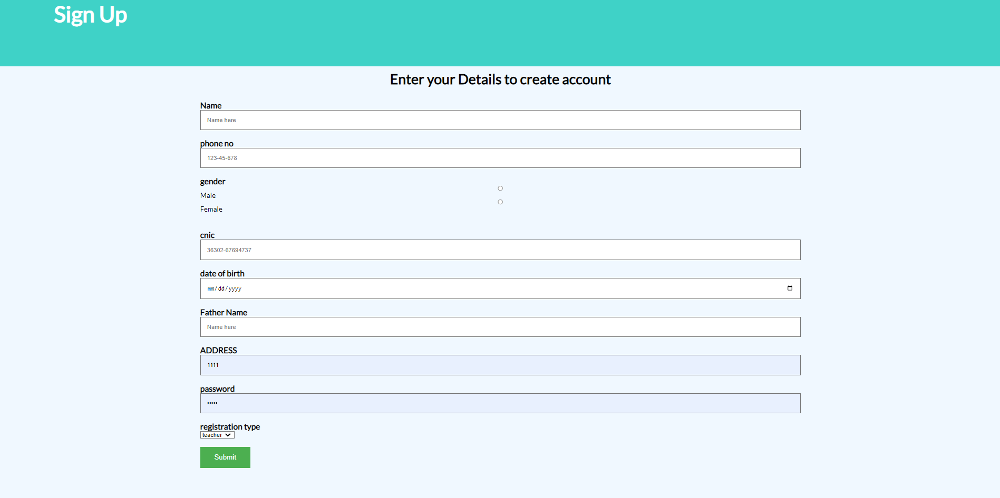 Sign Up
Enter your Details to create account
Name
Name here
phone no
123-45-678
gender
Male
Female
cnic
36302-67694737
date of birth
mm/dd/yyyy
Father Name
Name here
ADDRESS
1111
password
•••••
registration type
teacher
Submit